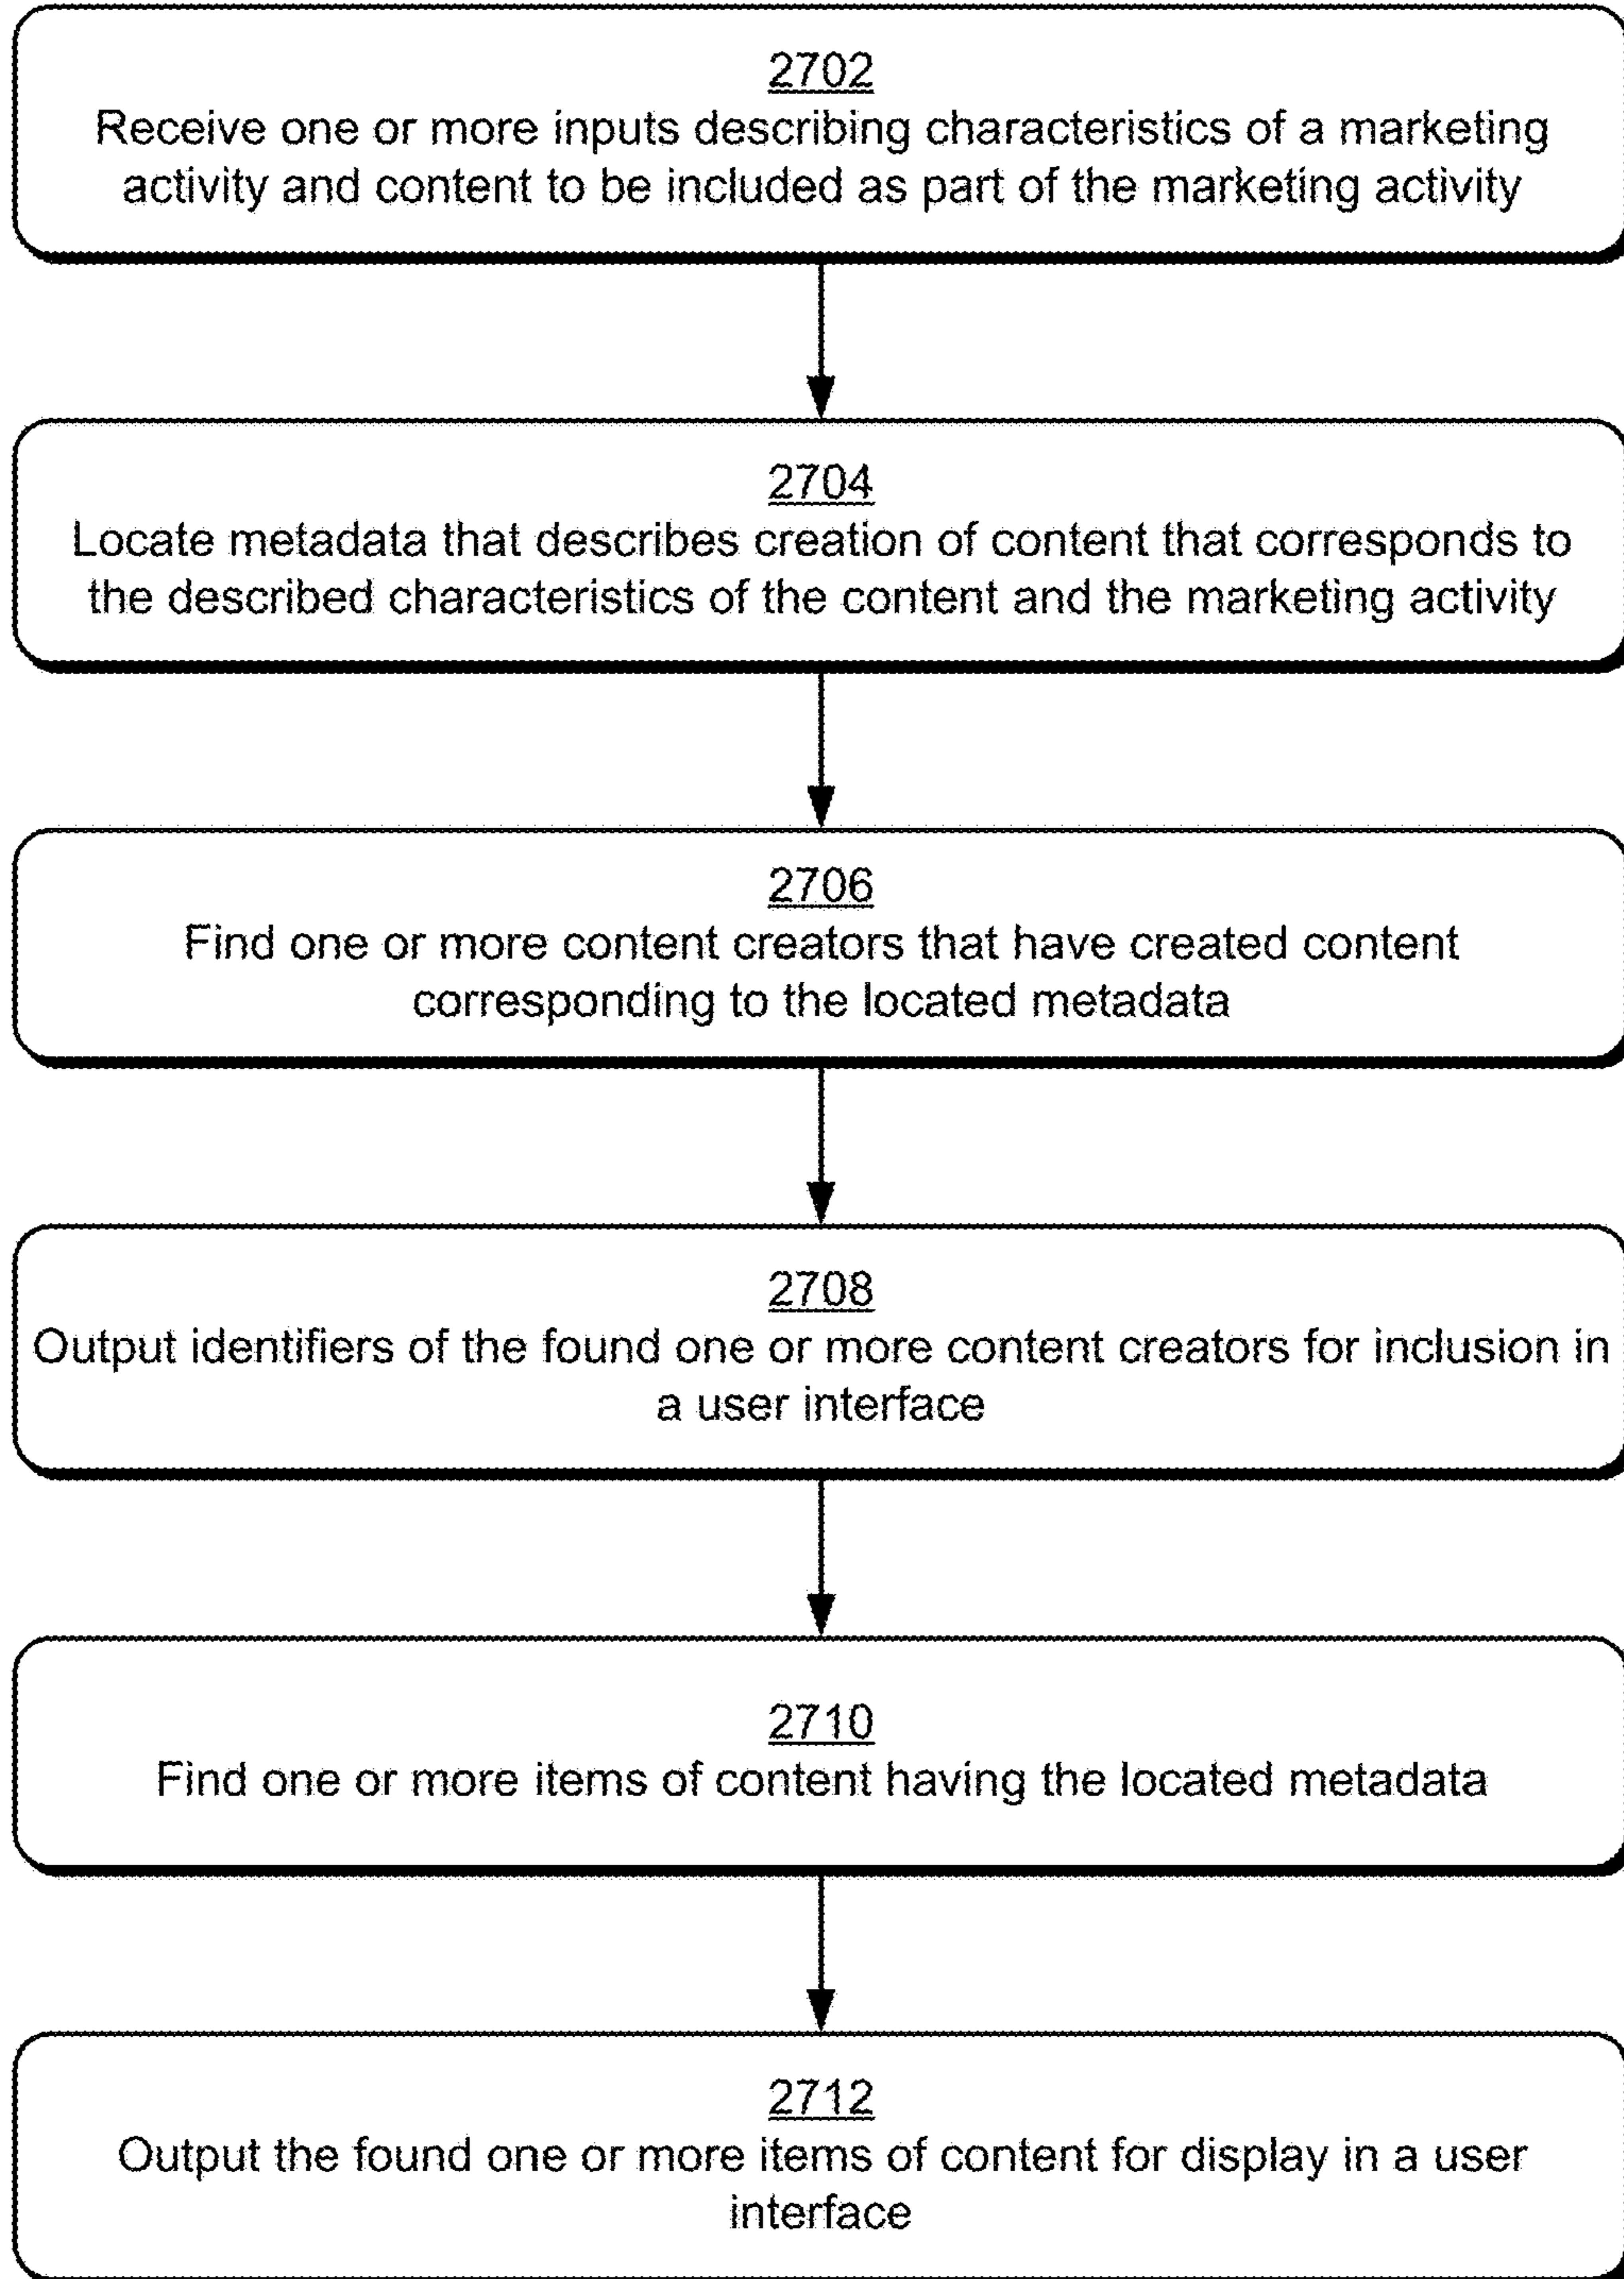 2702
Receive one or more inputs describing characteristics of a marketing
activity and content to be included as part of the marketing activity
2704
Locate metadata that describes creation of content that corresponds to
the described characteristics of the content and the marketing activity
2706
Find one or more content creators that have created content
corresponding to the located metadata
2708
Output identifiers of the found one or more content creators for inclusion in
a user interface
2710
Find one or more items of content having the located metadata
2712
Output the found one or more items of content for display in a user
interface